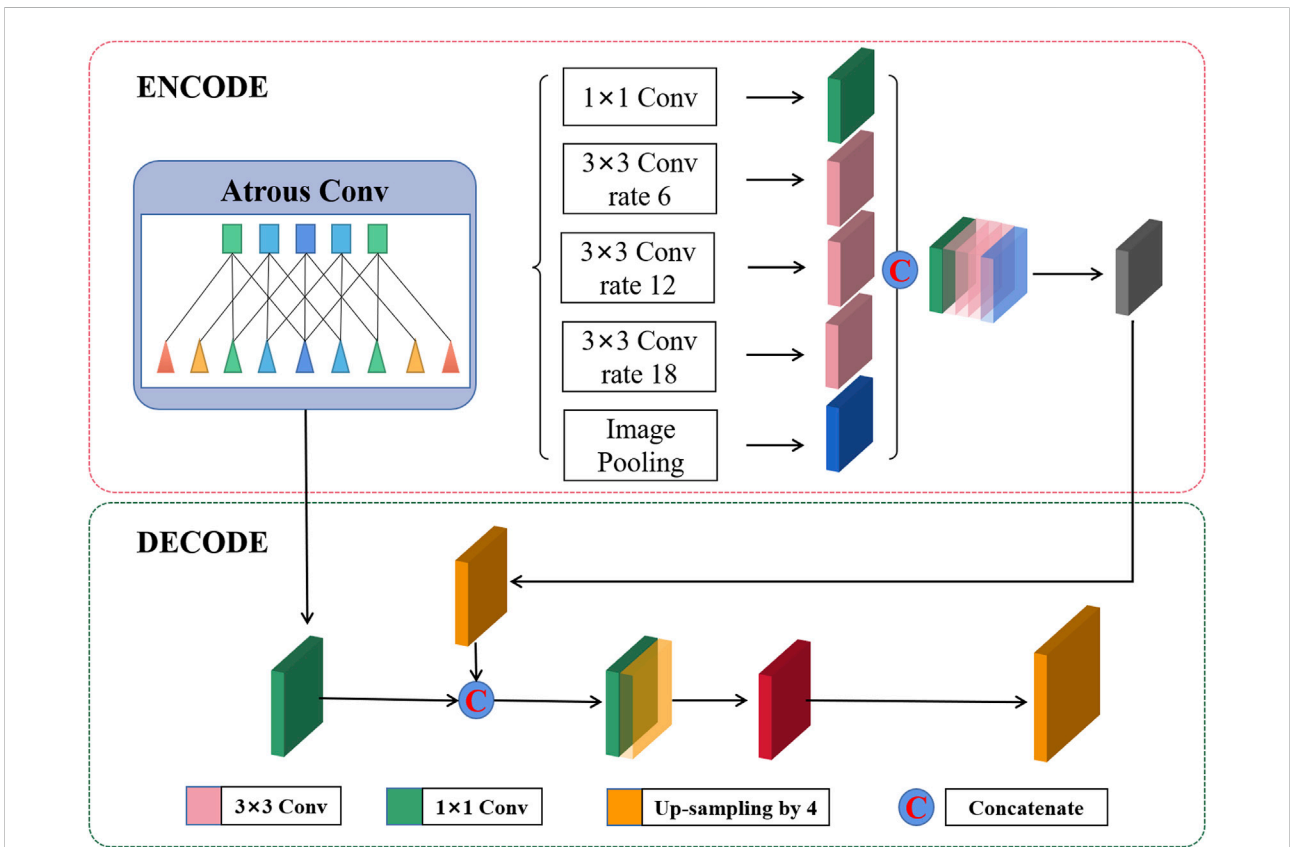 ENCODE
Atrous Conv
1×1 Conv
3×3 Conv
rate 6
3×3 Conv
rate 12
3×3 Conv
rate 18
Image
Pooling
C
DECODE
C
3×3 Conv
1×1 Conv
Up-sampling by 4
C
Concatenate